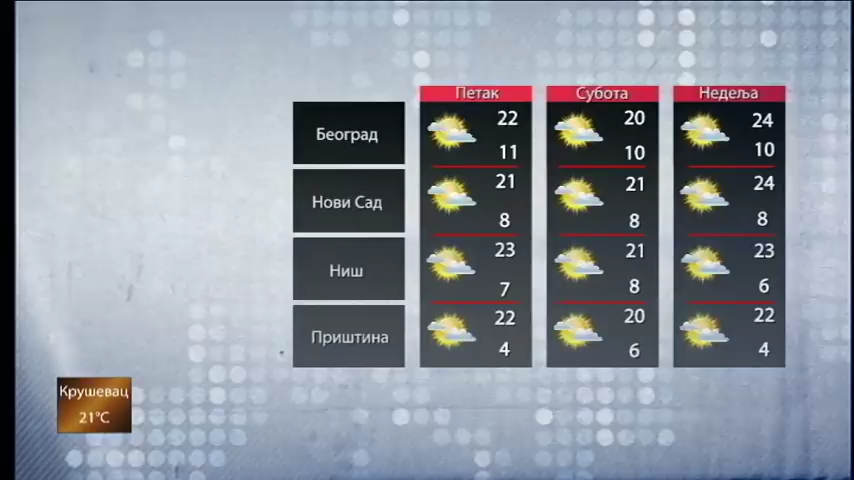 Петак Субота Недеља
Београд 22 20 24
11 10 10
Нови Сад 21 21 24
8 8 8
Ниш 23 21 23
7 8 6
Приштина 22 20 22
4 6 4
Крушевац
21°C